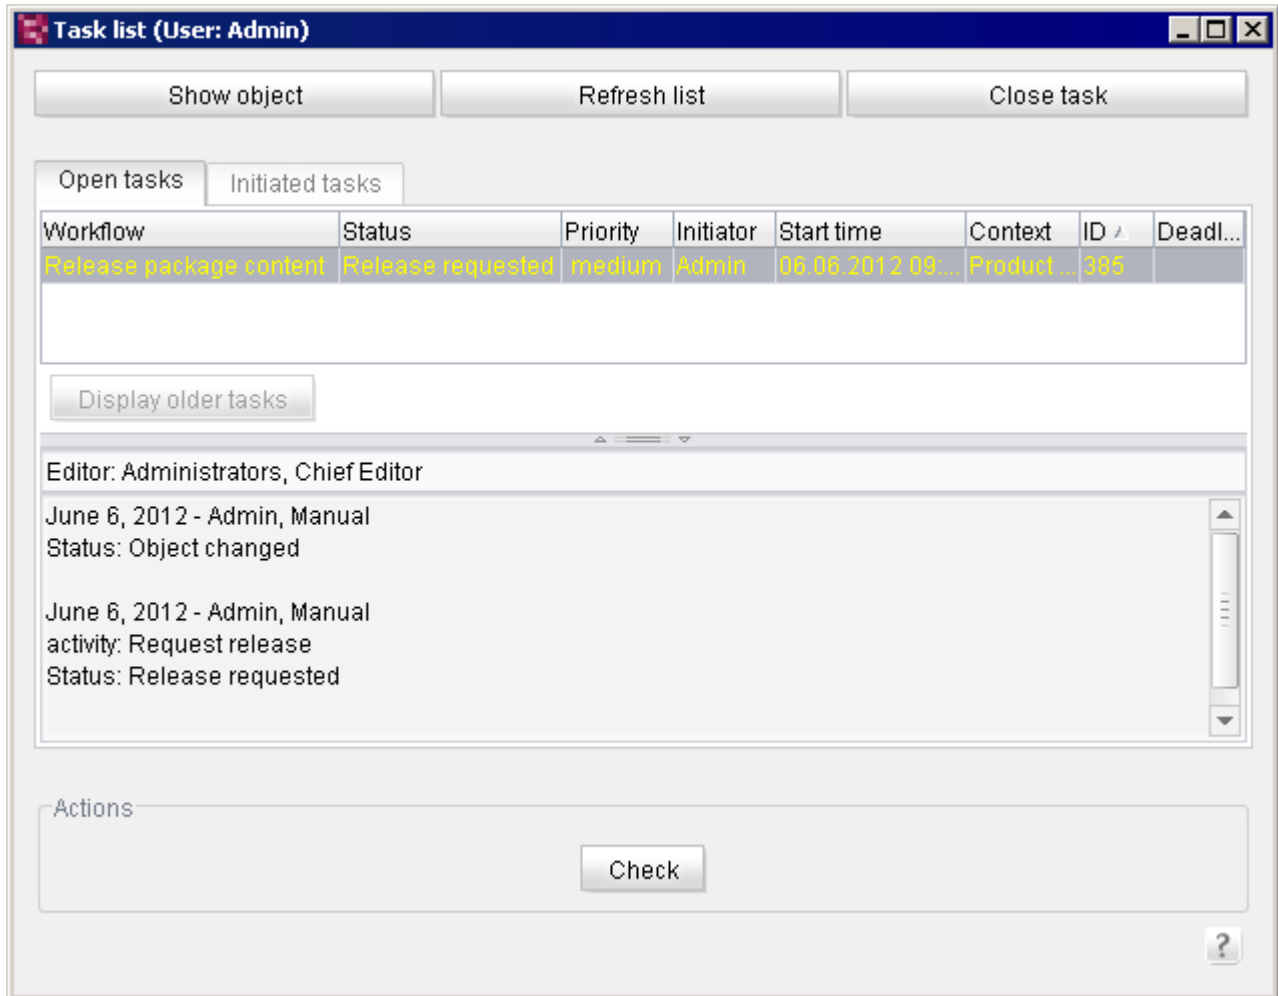 Task list (User: Admin)
Show object Refresh list Close task
Open tasks Initiated tasks
Workflow Status Priority Initiator Start time Context ID Deadl...
Release package content Release requested medium Admin 06.06.2012 09:... Product ... 385
Display older tasks
Editor: Administrators, Chief Editor
June 6, 2012 - Admin, Manual
Status: Object changed
June 6, 2012 - Admin, Manual
activity: Request release
Status: Release requested
Actions
Check
?